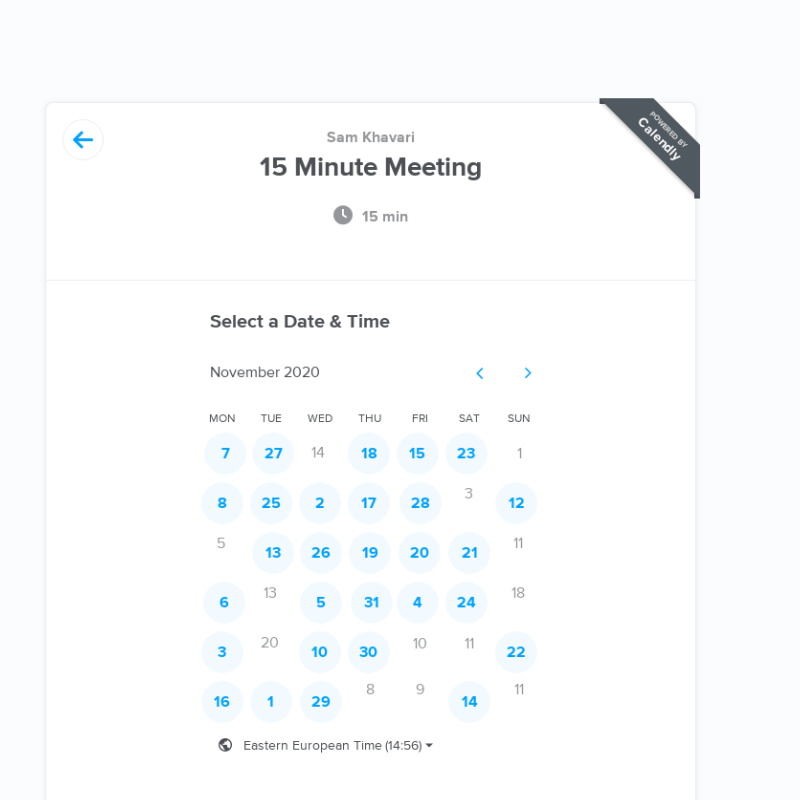 POWERED BY
Calendly
Sam Khavari
15 Minute Meeting
15 min
Select a Date & Time
November 2020
MON TUE WED THU FRI SAT SUN
7 27 14 18 15 23 1
8 25 2 17 28 3 12
5 13 26 19 20 21 11
6 13 5 31 4 24 18
3 20 10 30 10 11 22
16 1 29 8 9 14 11
Eastern European Time (14:56)